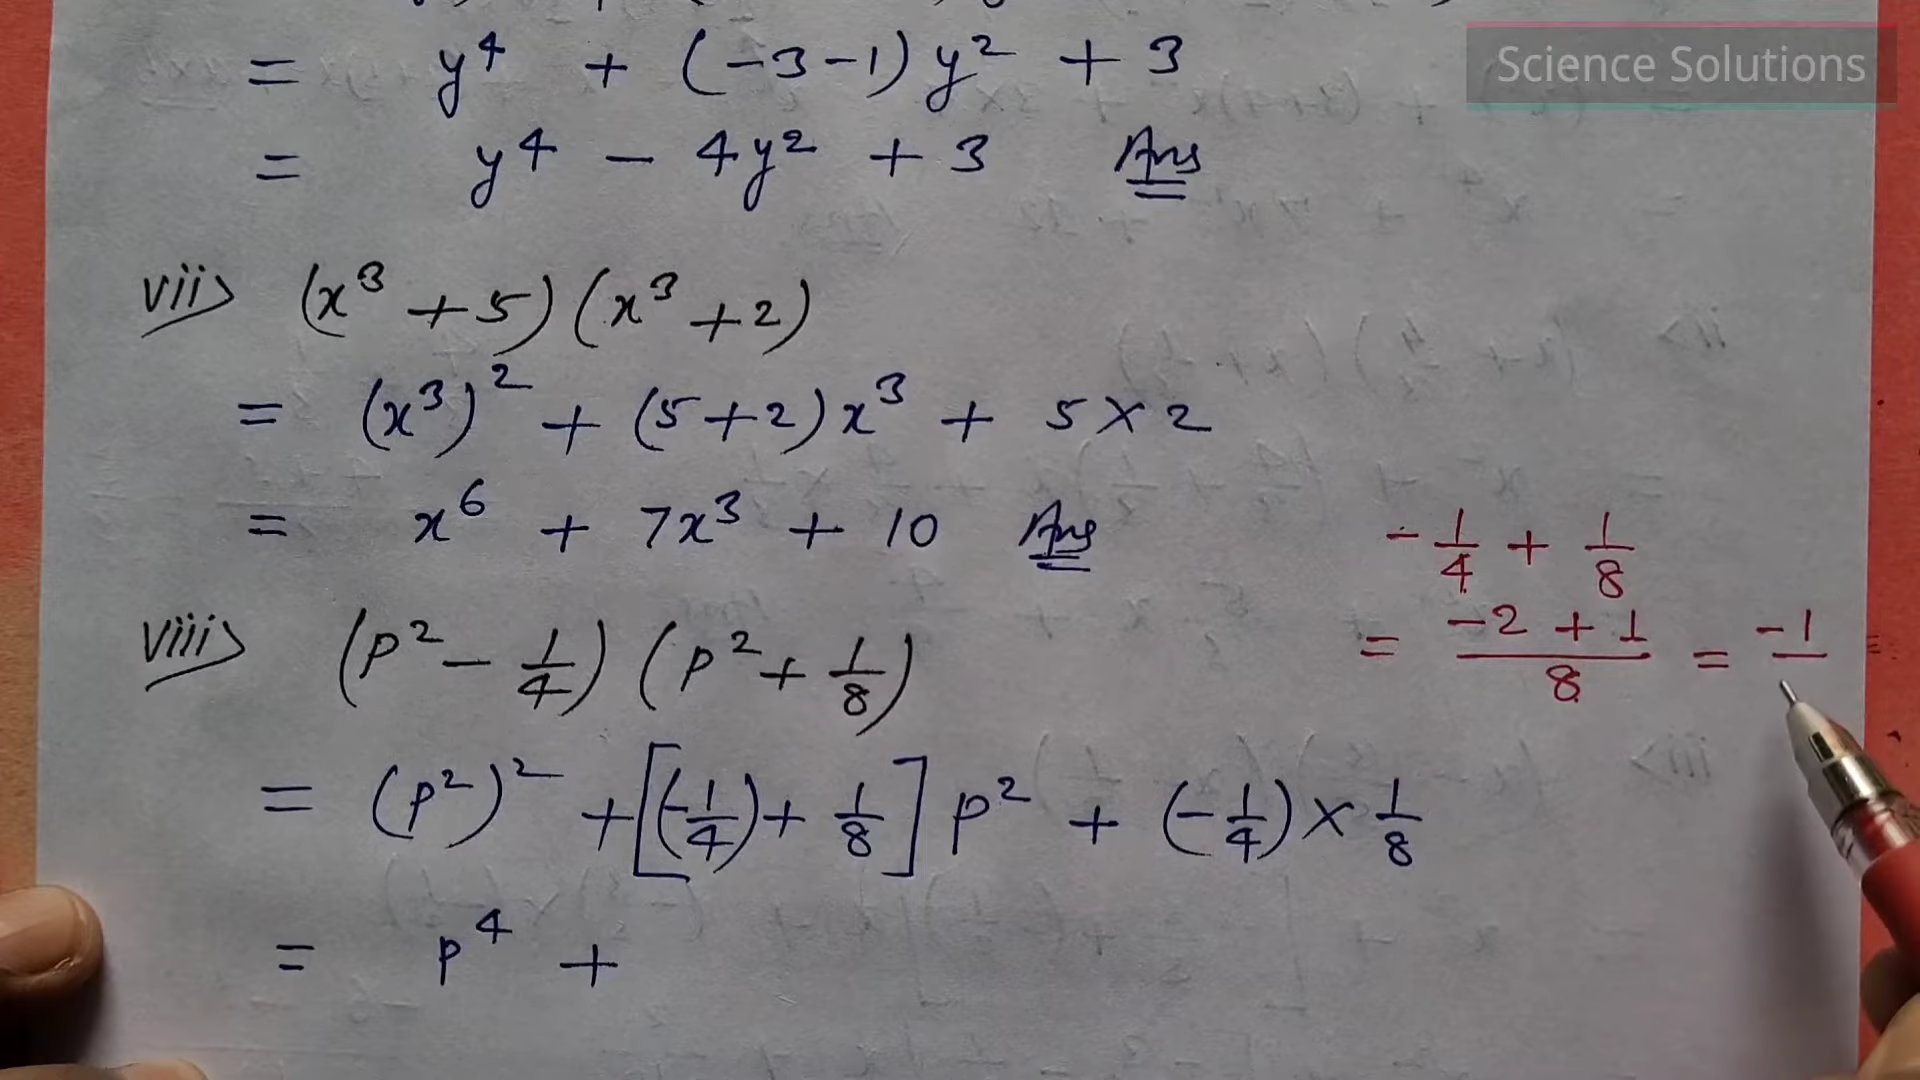 Science Solutions
= y⁴ + (-3-1)y² + 3
= y⁴ - 4y² + 3 Ans
vii> (x³ + 5)(x³ + 2)
= (x³)² + (5+2)x³ + 5 × 2
= x⁶ + 7x³ + 10 Ans
viii> (p² - 1/4)(p² + 1/8)
= (p²)² + [(-1/4) + 1/8] p² + (-1/4) × 1/8
= p⁴ +
- 1/4 + 1/8
= (-2 + 1)/8 = -1/